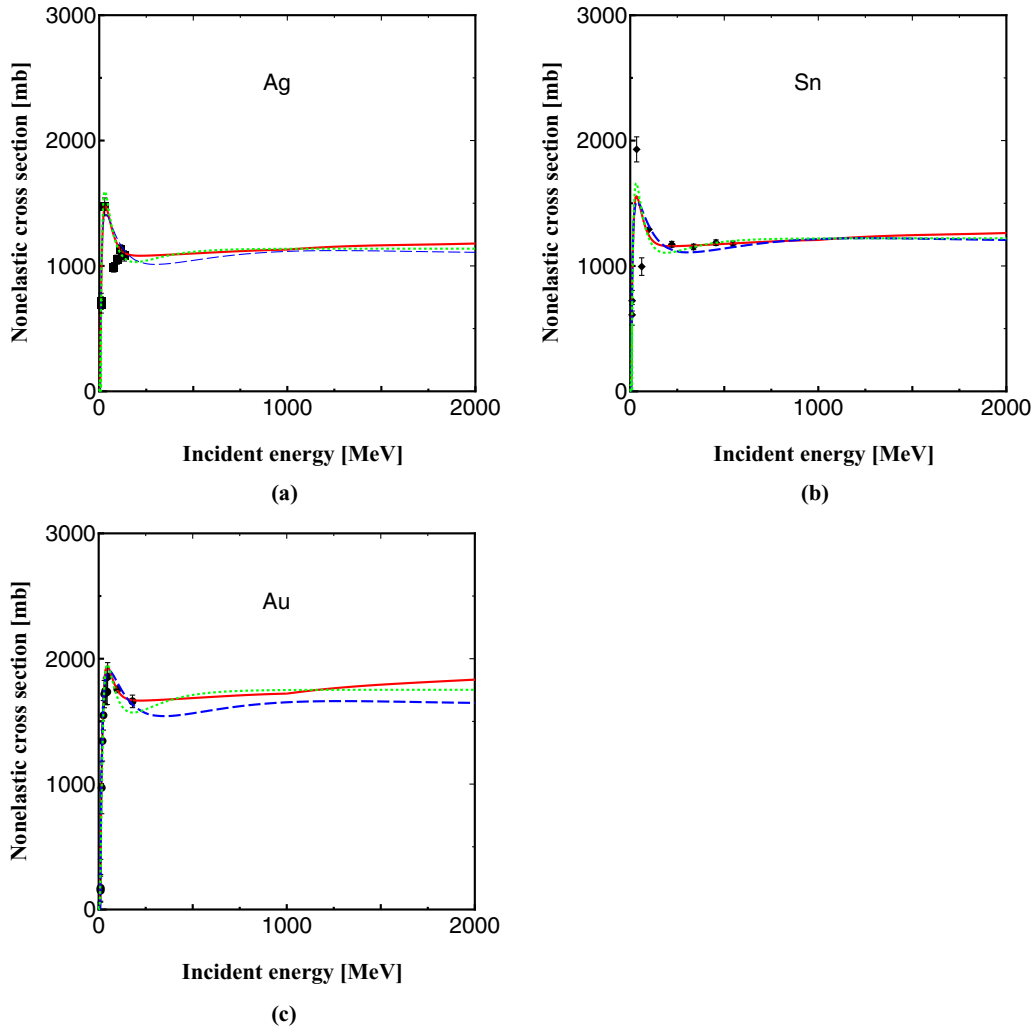 3000
2000
1000
0
Nonelastic cross section [mb]
Ag
0
1000
2000
Incident energy [MeV]
(a)
3000
2000
1000
0
Nonelastic cross section [mb]
Sn
0
1000
2000
Incident energy [MeV]
(b)
3000
2000
1000
0
Nonelastic cross section [mb]
Au
0
1000
2000
Incident energy [MeV]
(c)